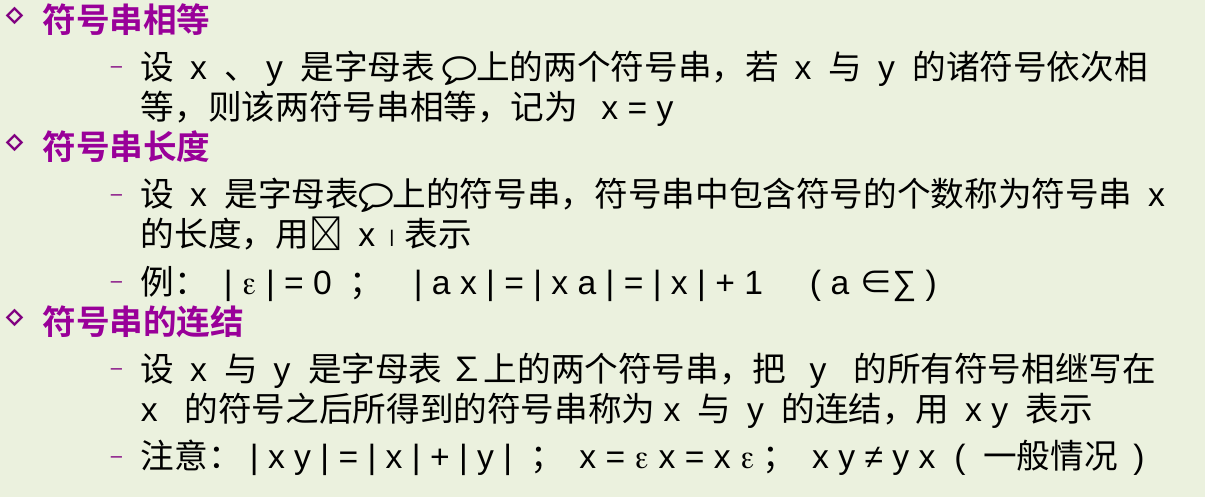 符号串相等
– 设 x 、 y 是字母表 上的两个符号串，若 x 与 y 的诸符号依次相
等，则该两符号串相等，记为 x = y
符号串长度
– 设 x 是字母表 上的符号串，符号串中包含符号的个数称为符号串 x
的长度，用 x ∣表示
– 例： | ε | = 0 ； | a x | = | x a | = | x | + 1 ( a ∈∑ )
符号串的连结
– 设 x 与 y 是字母表 Σ上的两个符号串，把 y 的所有符号相继写在
x 的符号之后所得到的符号串称为 x 与 y 的连结，用 x y 表示
– 注意： | x y | = | x | + | y | ； x = ε x = x ε ； x y ≠ y x ( 一般情况 )